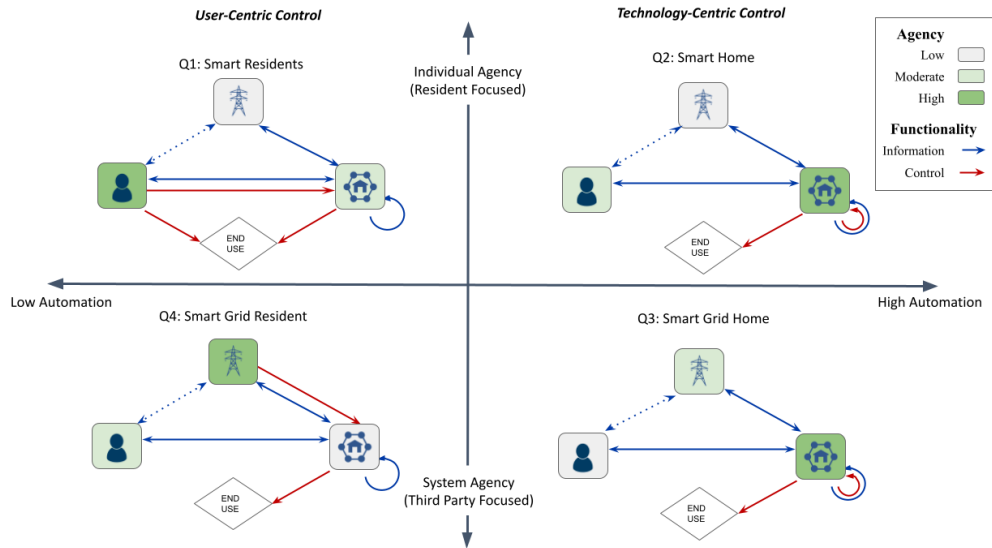 User-Centric Control
Technology-Centric Control
Agency
Low
Moderate
High
Functionality
Information
Control
Q1: Smart Residents
Individual Agency
(Resident Focused)
Q2: Smart Home
END
USE
END
USE
Low Automation
High Automation
Q4: Smart Grid Resident
Q3: Smart Grid Home
System Agency
(Third Party Focused)
END
USE
END
USE